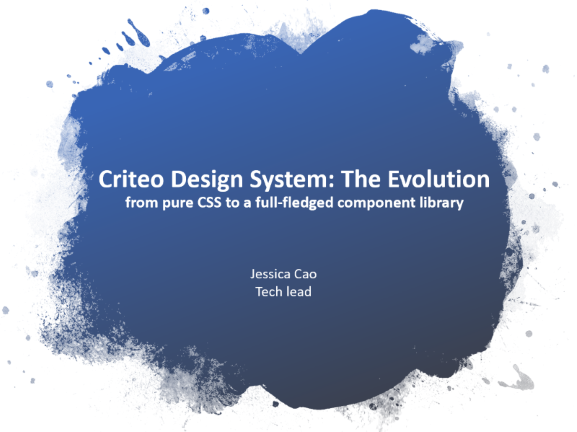 Criteo Design System: The Evolution
from pure CSS to a full-fledged component library
Jessica Cao
Tech lead